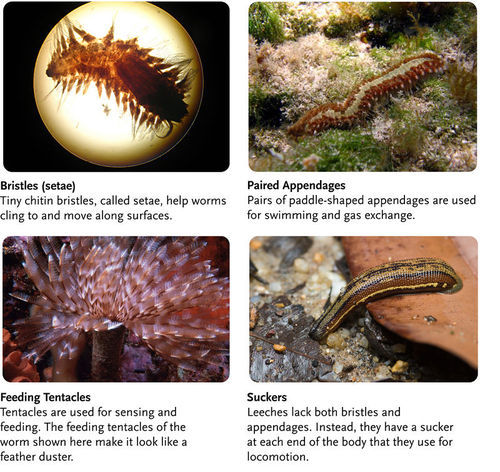 Bristles (setae)
Tiny chitin bristles, called setae, help worms
cling to and move along surfaces.
Paired Appendages
Pairs of paddle-shaped appendages are used
for swimming and gas exchange.
Feeding Tentacles
Tentacles are used for sensing and
feeding. The feeding tentacles of the
worm shown here make it look like a
feather duster.
Suckers
Leeches lack both bristles and
appendages. Instead, they have a sucker
at each end of the body that they use for
locomotion.